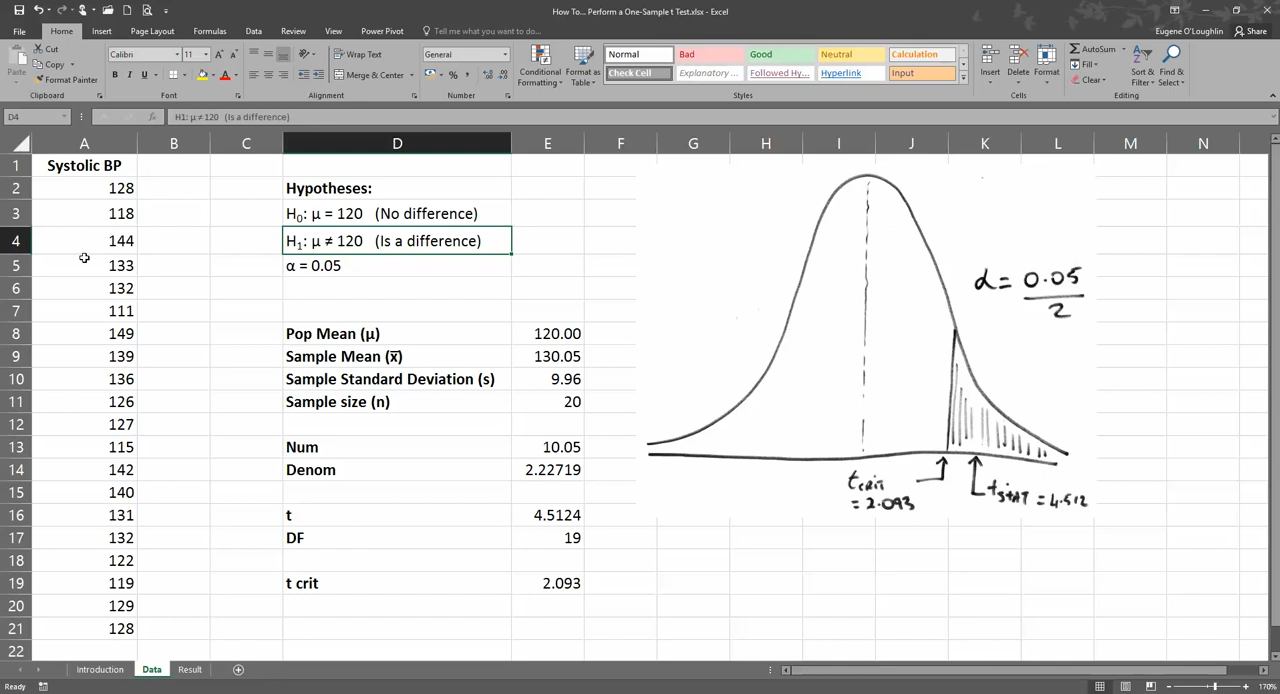 How To... Perform a One-Sample t Test.xlsx - Excel
File Home Insert Page Layout Formulas Data Review View Power Pivot Tell me what you want to do... Eugene O'Loughlin Share
Paste Cut Copy Format Painter Clipboard
Calibri 11 B I U Font
Wrap Text Merge & Center Alignment
General % , Number
Conditional Formatting Format as Table
Normal Bad Good Neutral Calculation
Check Cell Explanatory ... Followed Hy... Hyperlink Input
Styles
Insert Delete Format Cells
AutoSum Fill Clear Sort & Filter Find & Select Editing
D4 fx H1: μ ≠ 120 (Is a difference)
A B C D E F G H I J K L M N
1 Systolic BP
2 128 Hypotheses:
3 118 H0: μ = 120 (No difference)
4 144 H1: μ ≠ 120 (Is a difference)
5 133 α = 0.05
6 132
7 111
8 149 Pop Mean (μ) 120.00
9 139 Sample Mean (x̅) 130.05
10 136 Sample Standard Deviation (s) 9.96
11 126 Sample size (n) 20
12 127
13 115 Num 10.05
14 142 Denom 2.22719
15 140
16 131 t 4.5124
17 132 DF 19
18 122
19 119 t crit 2.093
20 129
21 128
22
α = 0.05
2
tCRIT
= 2.093
tSTAT = 4.512
Introduction Data Result
Ready 170%